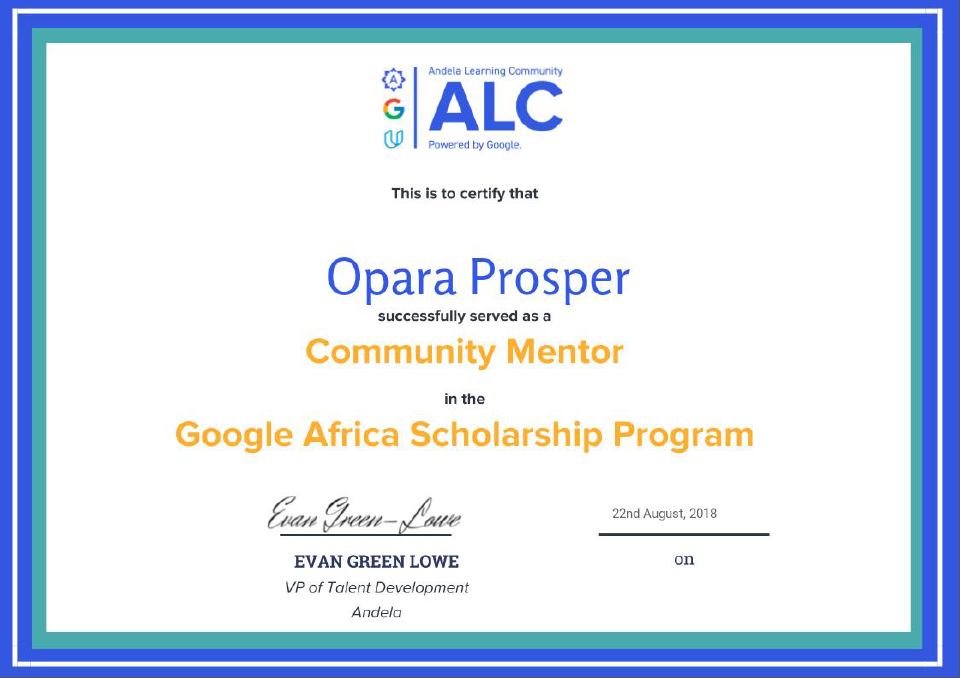 Andela Learning Community
A
G
U
ALC
Powered by Google.
This is to certify that
Opara Prosper
successfully served as a
Community Mentor
in the
Google Africa Scholarship Program
Evan Green-Lowe
22nd August, 2018
EVAN GREEN LOWE
on
VP of Talent Development
Andela